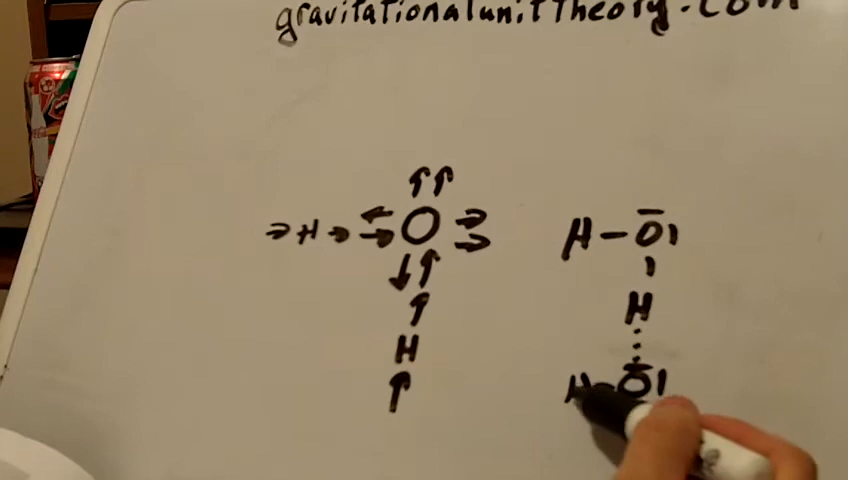 gravitationalunittheory.com
H O
H
H - O
H
H - O